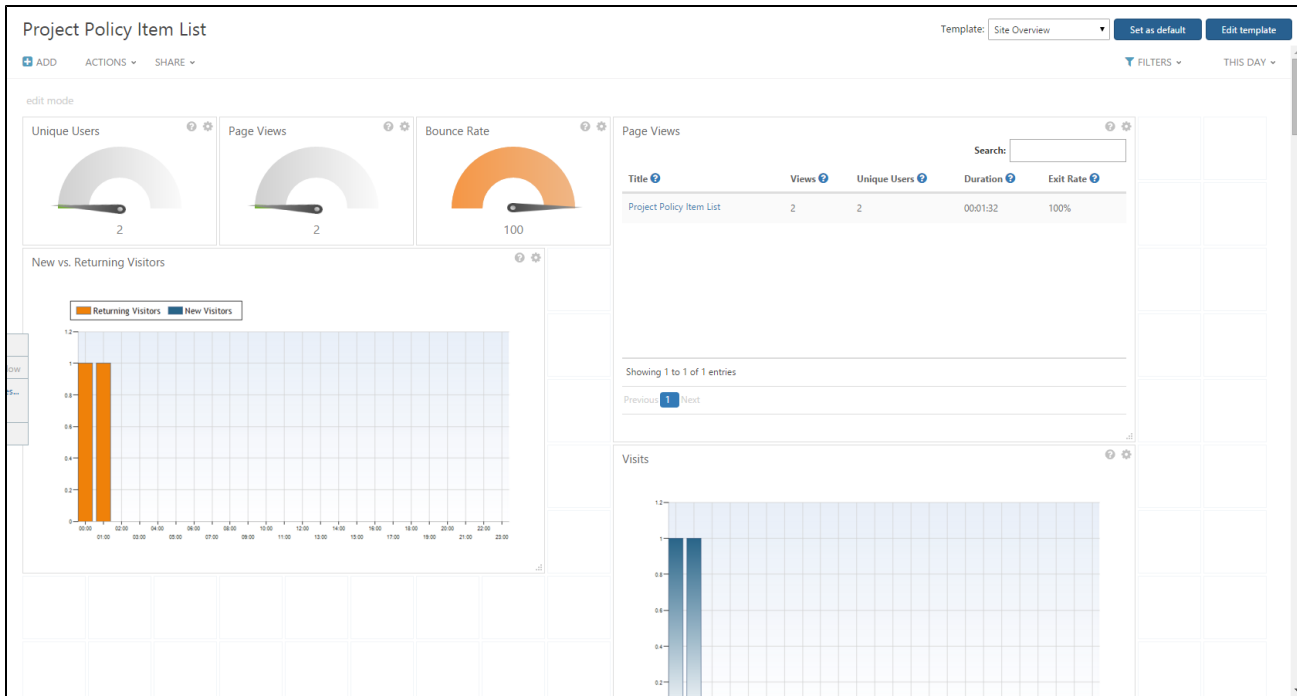 Project Policy Item List
Template: Site Overview Set as default Edit template
ADD ACTIONS SHARE FILTERS THIS DAY
edit mode
Unique Users
2
Page Views
2
Bounce Rate
100
Page Views
Search:
Title Views Unique Users Duration Exit Rate
Project Policy Item List 2 2 00:01:32 100%
Showing 1 to 1 of 1 entries
Previous 1 Next
New vs. Returning Visitors
Returning Visitors New Visitors
1.2
1
0.8
0.6
0.4
0.2
0
00:00 02:00 04:00 06:00 08:00 10:00 12:00 14:00 16:00 18:00 20:00 22:00
01:00 03:00 05:00 07:00 09:00 11:00 13:00 15:00 17:00 19:00 21:00 23:00
Visits
1.2
1
0.8
0.6
0.4
0.2